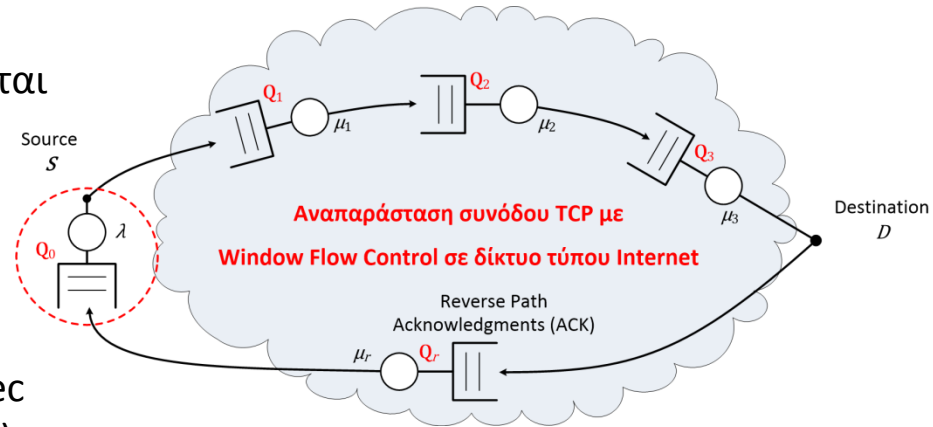 ται
Q₁
μ₁
Q₂
μ₂
Q₃
μ₃
Source
S
λ
Q₀
Αναπαράσταση συνόδου TCP με
Window Flow Control σε δίκτυο τύπου Internet
Destination
D
Reverse Path
Acknowledgments (ACK)
μᵣ
Qᵣ
ec